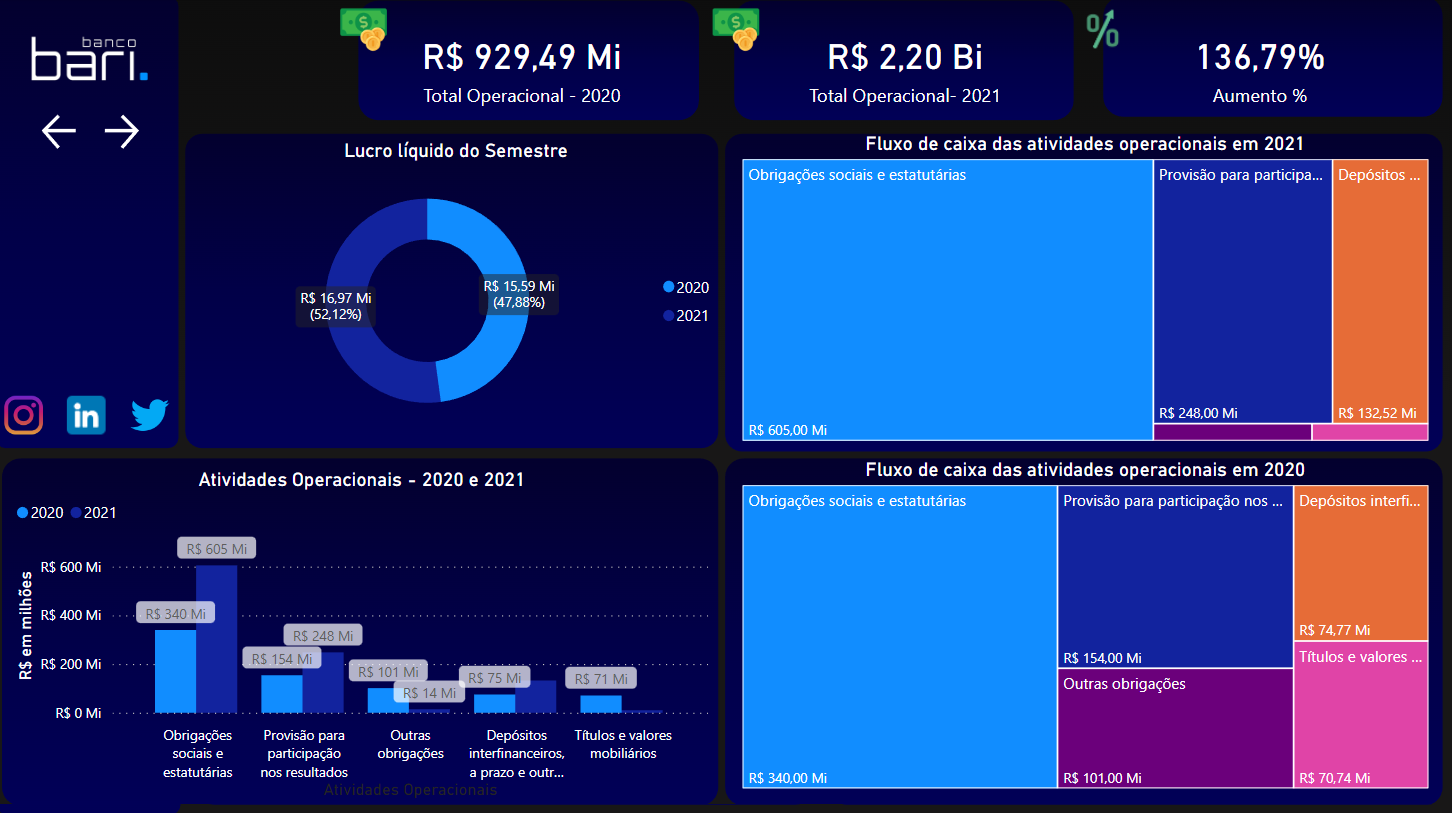 banco
bari.
R$ 929,49 Mi
Total Operacional - 2020
R$ 2,20 Bi
Total Operacional- 2021
%
136,79%
Aumento %
Lucro líquido do Semestre
R$ 15,59 Mi
(47,88%)
R$ 16,97 Mi
(52,12%)
2020
2021
Fluxo de caixa das atividades operacionais em 2021
Obrigações sociais e estatutárias
R$ 605,00 Mi
Provisão para participa...
R$ 248,00 Mi
Depósitos ...
R$ 132,52 Mi
in
Atividades Operacionais - 2020 e 2021
2020
2021
R$ em milhões
R$ 600 Mi
R$ 400 Mi
R$ 200 Mi
R$ 0 Mi
R$ 340 Mi
R$ 605 Mi
R$ 154 Mi
R$ 248 Mi
R$ 101 Mi
R$ 14 Mi
R$ 75 Mi
R$ 71 Mi
Obrigações
sociais e
estatutárias
Provisão para
participação
nos resultados
Outras
obrigações
Depósitos
interfinanceiros,
a prazo e outr...
Títulos e valores
mobiliários
Atividades Operacionais
Fluxo de caixa das atividades operacionais em 2020
Obrigações sociais e estatutárias
R$ 340,00 Mi
Provisão para participação nos ...
R$ 154,00 Mi
Outras obrigações
R$ 101,00 Mi
Depósitos interfi...
R$ 74,77 Mi
Títulos e valores ...
R$ 70,74 Mi